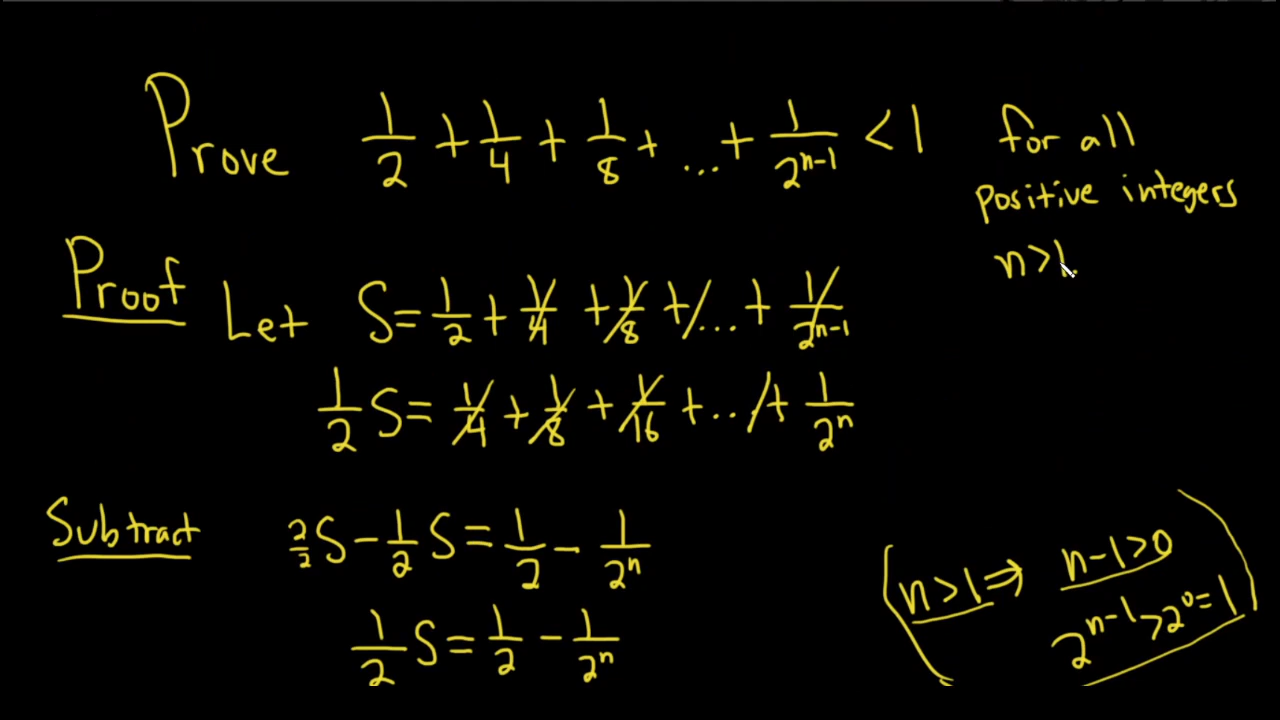 Prove 1/2 + 1/4 + 1/8 + ... + 1/2^(n-1) < 1 for all
positive integers
n>1
Proof Let S = 1/2 + 1/4 + 1/8 + ... + 1/2^(n-1)
1/2 S = 1/4 + 1/8 + 1/16 + ... + 1/2^n
Subtract 2/2 S - 1/2 S = 1/2 - 1/2^n
1/2 S = 1/2 - 1/2^n
(n>1 ⇒ n-1>0
2^(n-1) > 2^0 = 1)